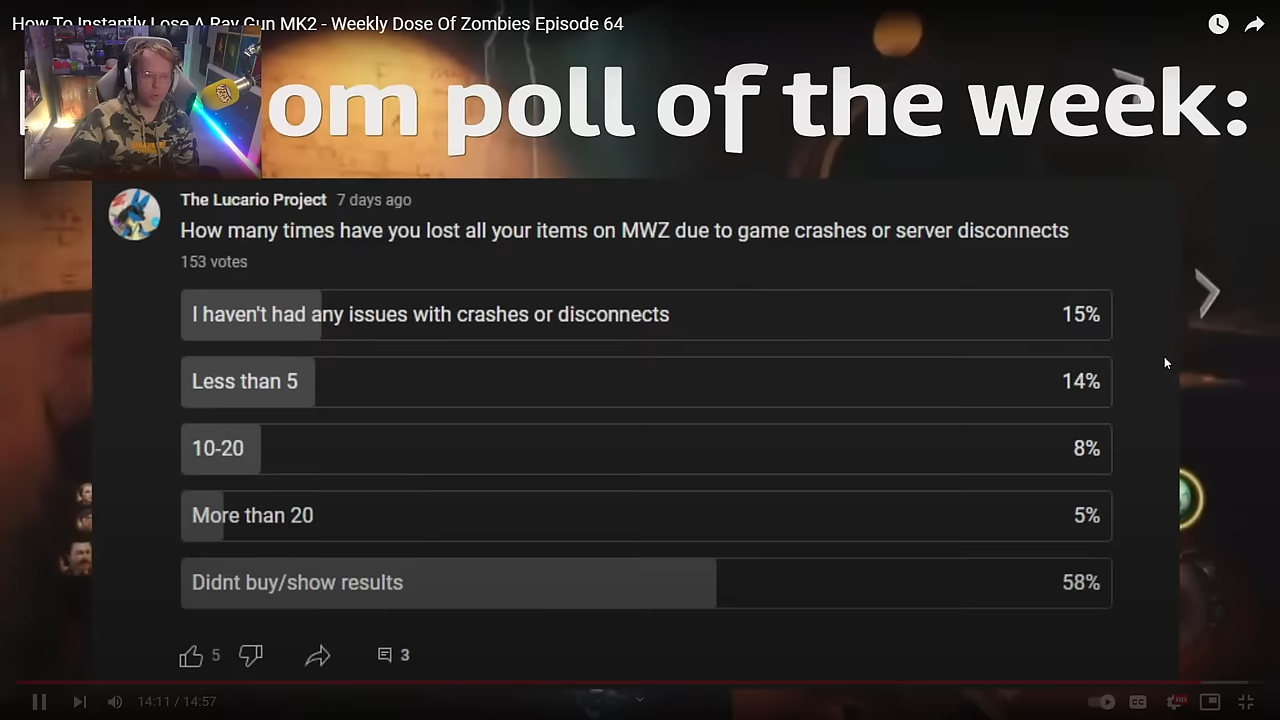 How To Instantly Lose A Ray Gun MK2 - Weekly Dose Of Zombies Episode 64
om poll of the week:
The Lucario Project 7 days ago
How many times have you lost all your items on MWZ due to game crashes or server disconnects
153 votes
I haven't had any issues with crashes or disconnects 15%
Less than 5 14%
10-20 8%
More than 20 5%
Didnt buy/show results 58%
5 3
14:11 / 14:57
CC HD